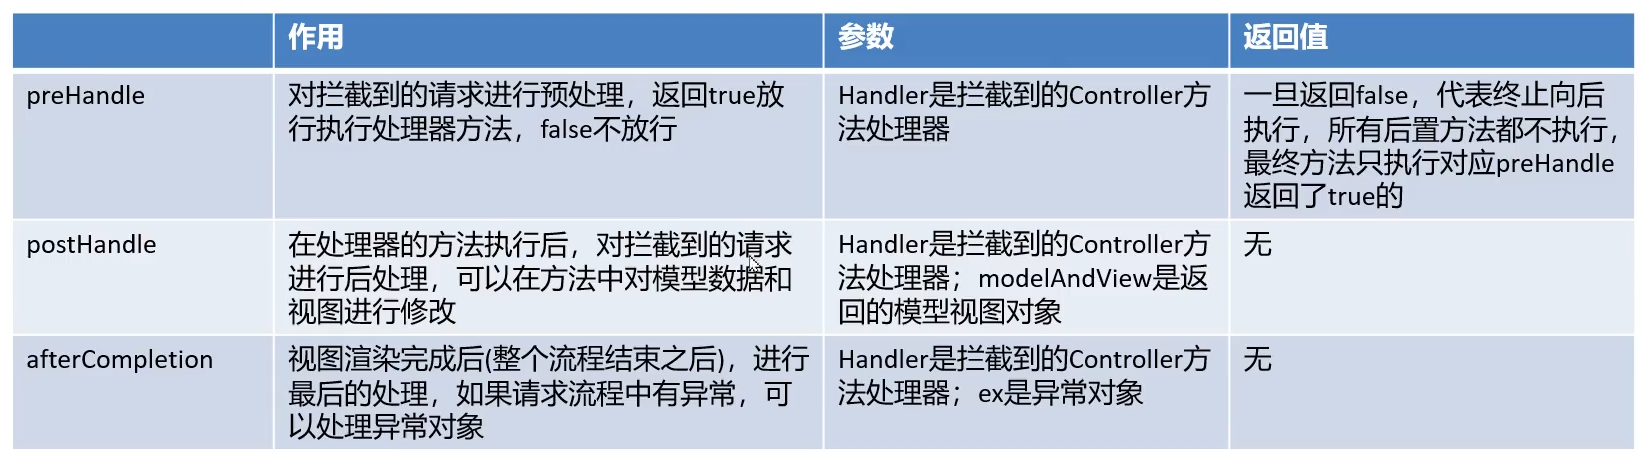 作用
参数
返回值
preHandle
对拦截到的请求进行预处理，返回true放
行执行处理器方法，false不放行
Handler是拦截到的Controller方
法处理器
一旦返回false，代表终止向后
执行，所有后置方法都不执行，
最终方法只执行对应preHandle
返回了true的
postHandle
在处理器的方法执行后，对拦截到的请求
进行后处理，可以在方法中对模型数据和
视图进行修改
Handler是拦截到的Controller方
法处理器；modelAndView是返
回的模型视图对象
无
afterCompletion
视图渲染完成后(整个流程结束之后)，进行
最后的处理，如果请求流程中有异常，可
以处理异常对象
Handler是拦截到的Controller方
法处理器；ex是异常对象
无